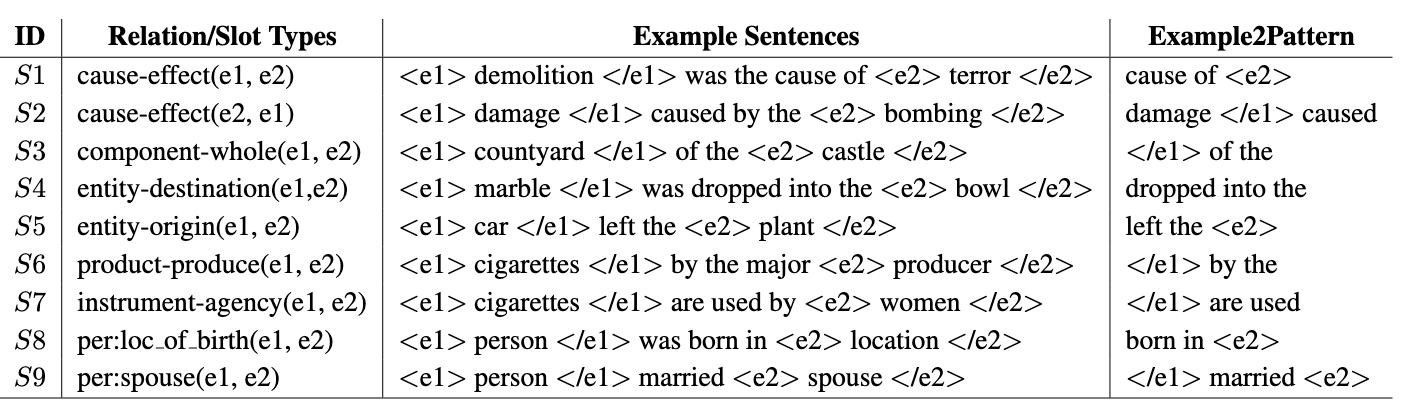 ID Relation/Slot Types Example Sentences Example2Pattern
S1 cause-effect(e1, e2) <e1> demolition </e1> was the cause of <e2> terror </e2> cause of <e2>
S2 cause-effect(e2, e1) <e1> damage </e1> caused by the <e2> bombing </e2> damage </e1> caused
S3 component-whole(e1, e2) <e1> countyard </e1> of the <e2> castle </e2> </e1> of the
S4 entity-destination(e1,e2) <e1> marble </e1> was dropped into the <e2> bowl </e2> dropped into the
S5 entity-origin(e1, e2) <e1> car </e1> left the <e2> plant </e2> left the <e2>
S6 product-produce(e1, e2) <e1> cigarettes </e1> by the major <e2> producer </e2> </e1> by the
S7 instrument-agency(e1, e2) <e1> cigarettes </e1> are used by <e2> women </e2> </e1> are used
S8 per:loc_of_birth(e1, e2) <e1> person </e1> was born in <e2> location </e2> born in <e2>
S9 per:spouse(e1, e2) <e1> person </e1> married <e2> spouse </e2> </e1> married <e2>